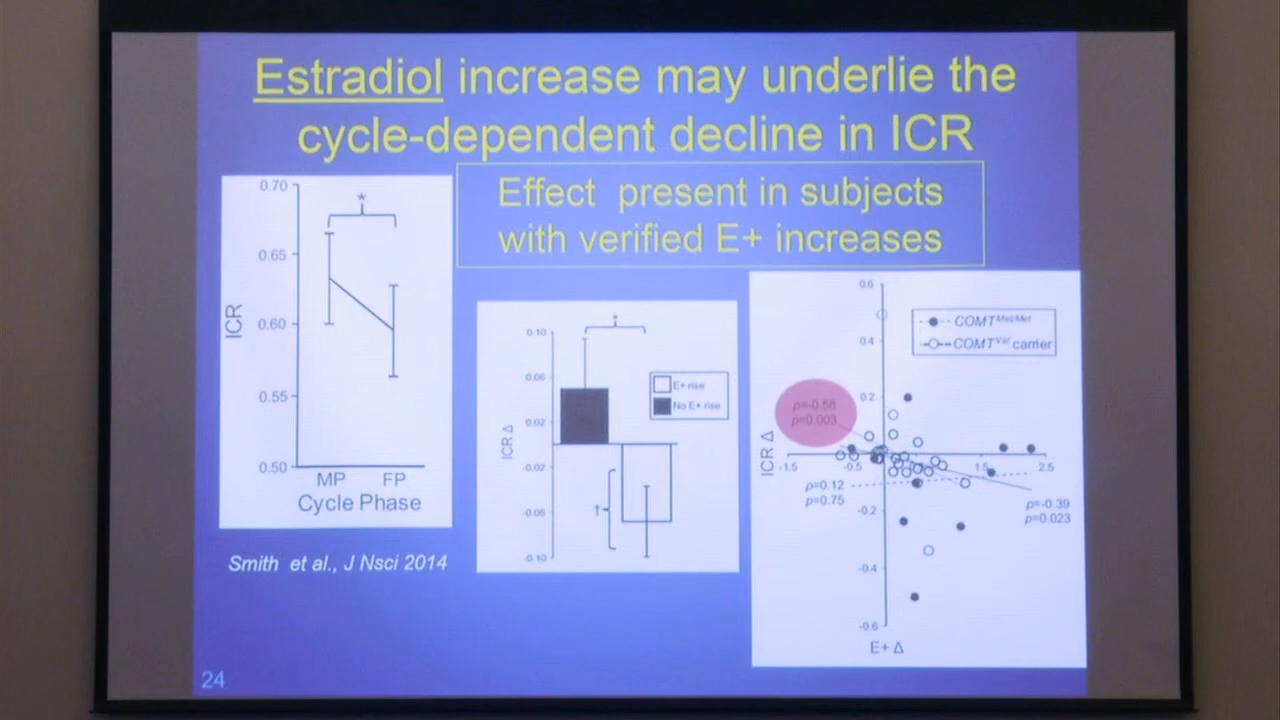 Estradiol increase may underlie the
cycle-dependent decline in ICR
Effect present in subjects
with verified E+ increases
0.70
0.65
0.60
0.55
0.50
ICR
*
MP FP
Cycle Phase
Smith et al., J Nsci 2014
0.10
0.06
0.02
-0.02
-0.06
-0.10
ICR Δ
*
†
E+ rise
No E+ rise
0.6
0.4
0.2
-0.2
-0.4
-0.6
COMT Met/Met
COMT Val carrier
ρ=-0.58
p=0.003
ICR Δ
-1.5 -0.5 1.5 2.5
ρ=0.12
p=0.75
ρ=-0.39
p=0.023
E+ Δ
24